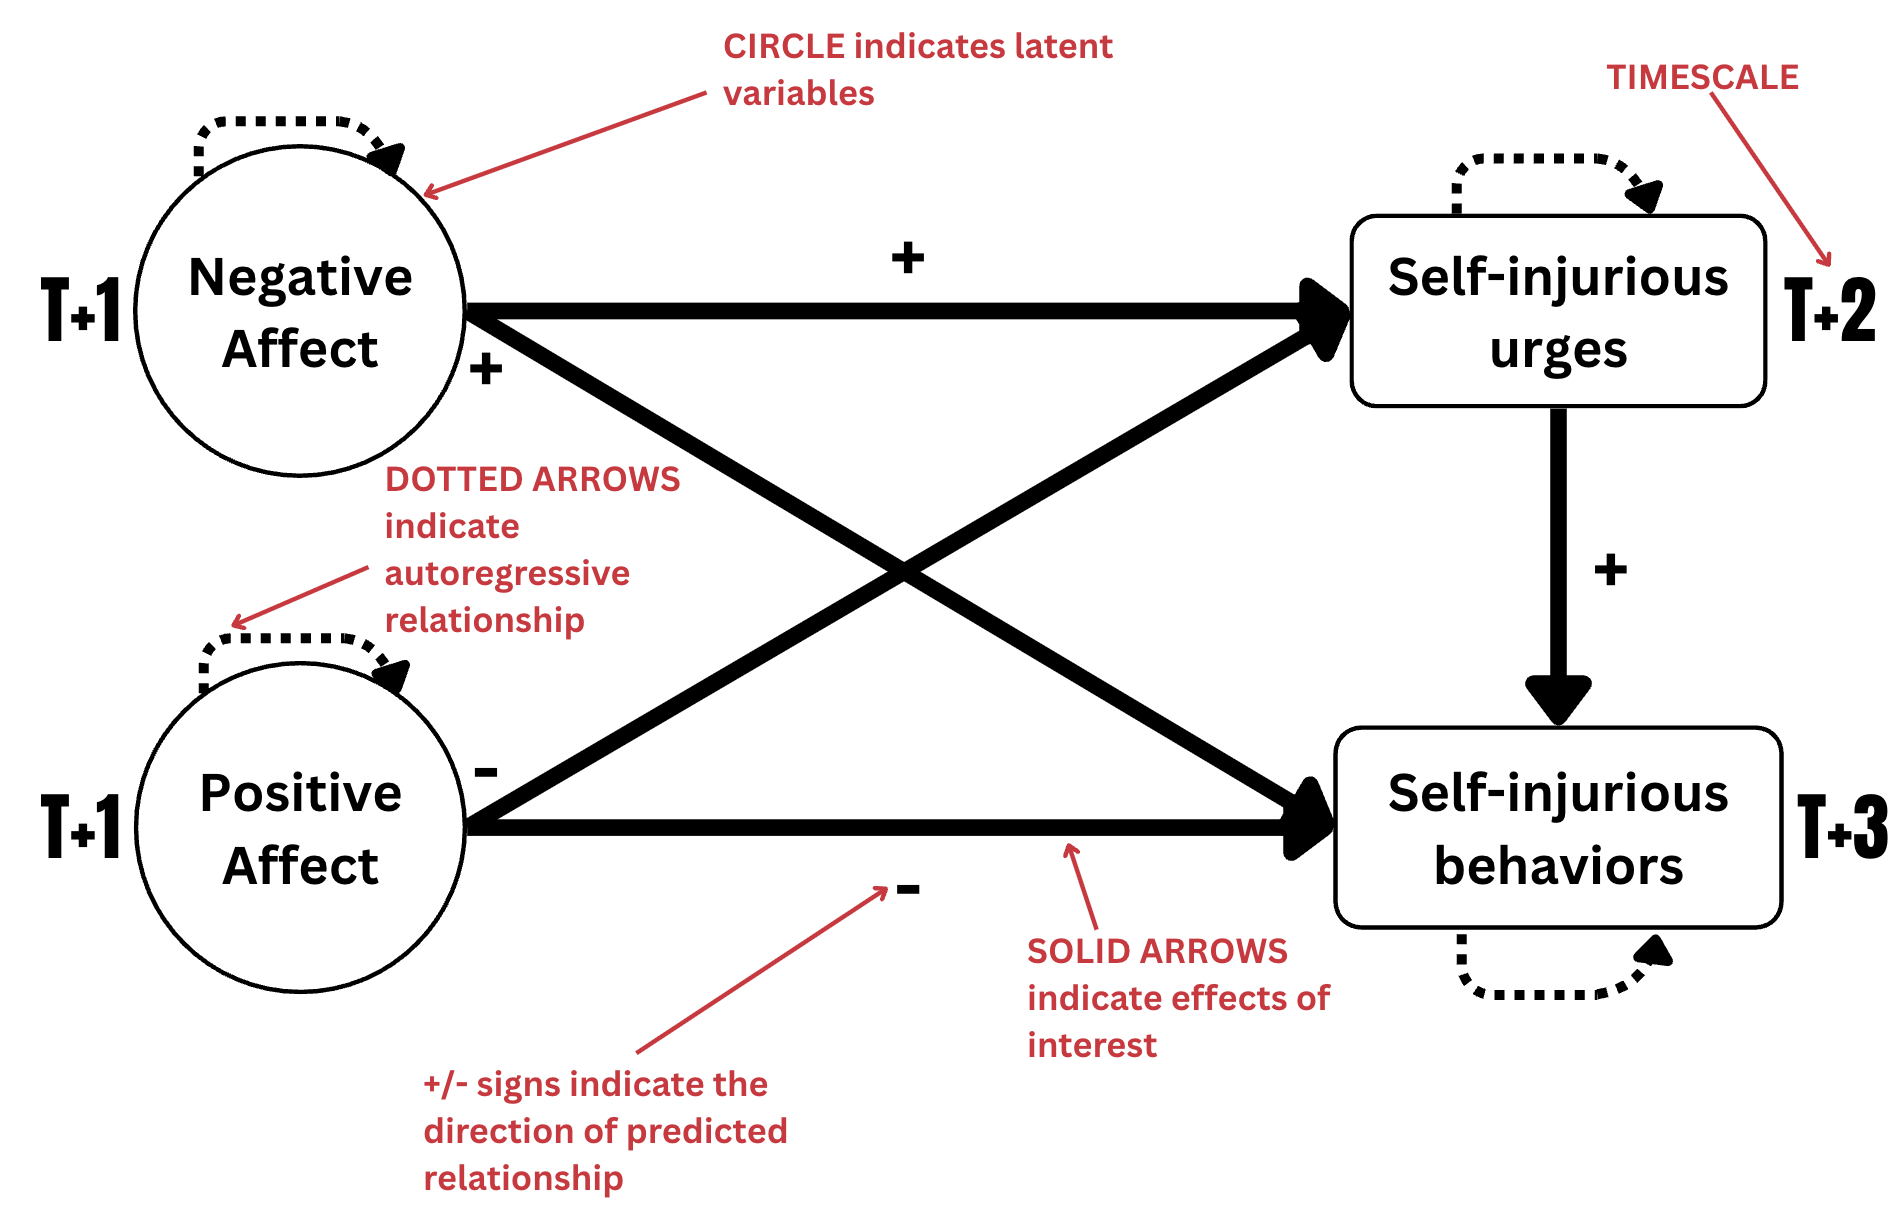 CIRCLE indicates latent
variables
TIMESCALE
T+1
Negative
Affect
+
+
Self-injurious
urges
T+2
DOTTED ARROWS
indicate
autoregressive
relationship
+
T+1
Positive
Affect
-
-
Self-injurious
behaviors
T+3
SOLID ARROWS
indicate effects of
interest
+/- signs indicate the
direction of predicted
relationship